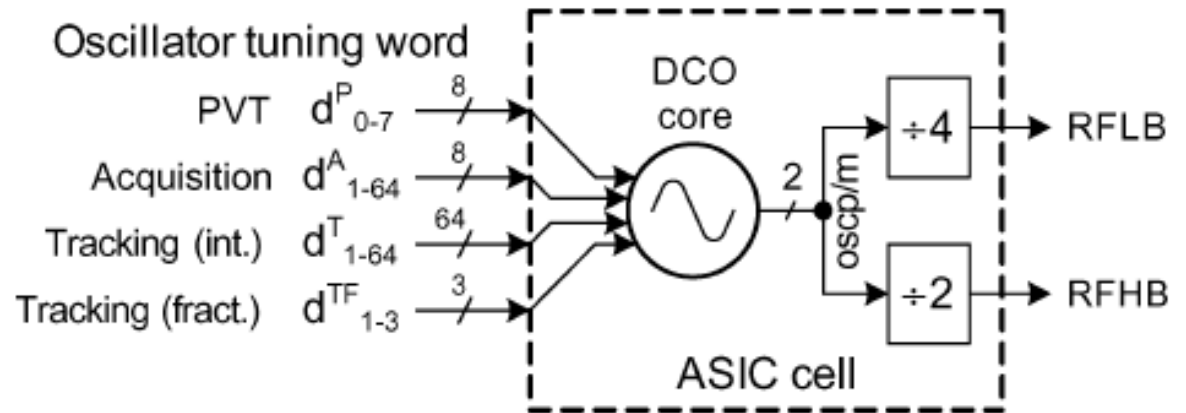 Oscillator tuning word
PVT d^P_0-7 8
Acquisition d^A_1-64 8
Tracking (int.) d^T_1-64 64
Tracking (fract.) d^TF_1-3 3
DCO
core
2
oscp/m
÷4
RFLB
÷2
RFHB
ASIC cell